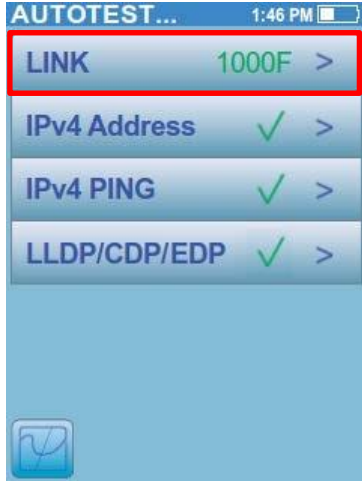 AUTOTEST... 1:46 PM
LINK 1000F >
IPv4 Address ✓ >
IPv4 PING ✓ >
LLDP/CDP/EDP ✓ >